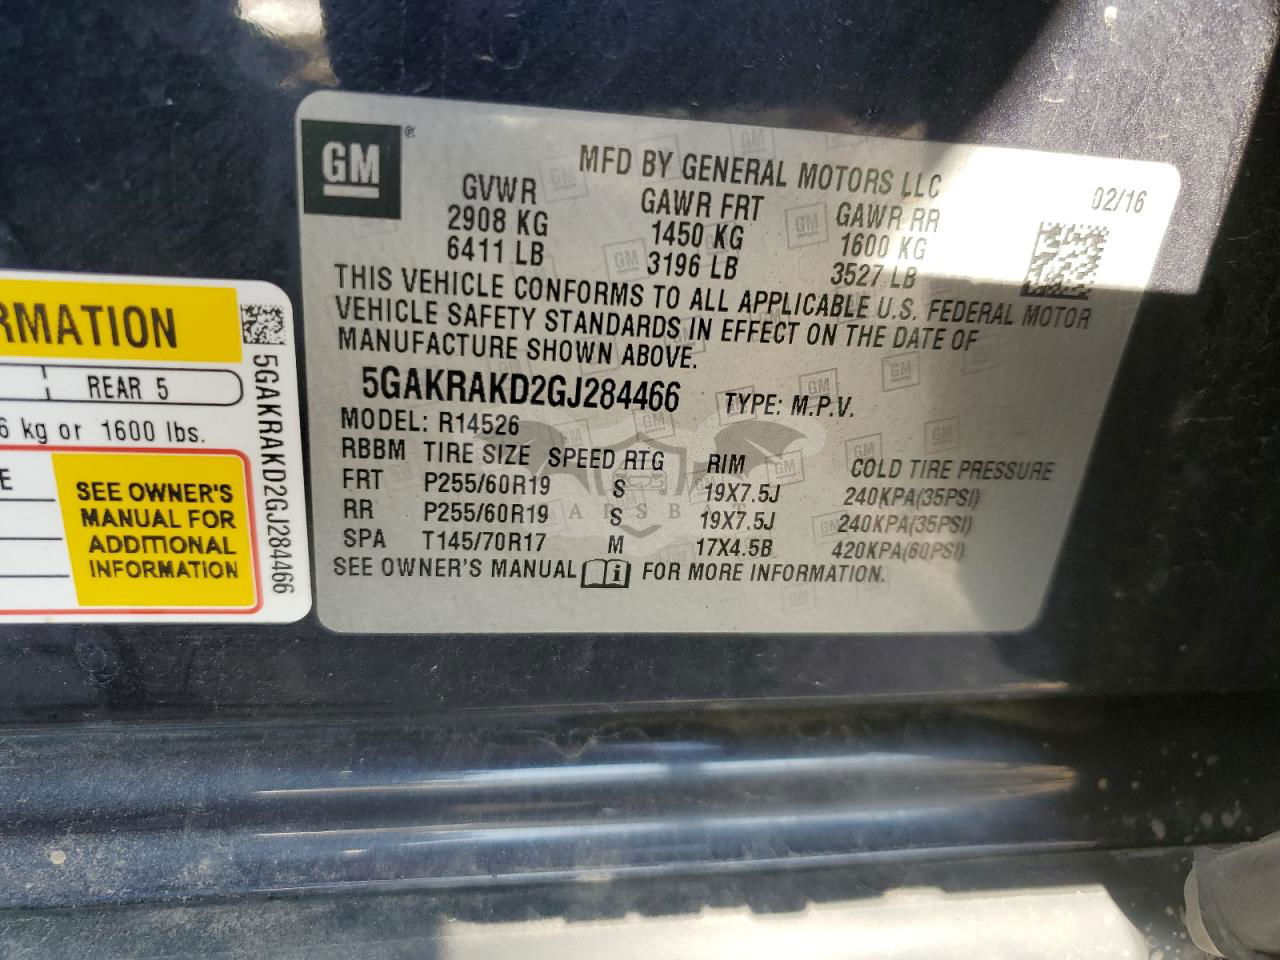 GM
MFD BY GENERAL MOTORS LLC
02/16
GVWR GAWR FRT GAWR RR
2908 KG 1450 KG 1600 KG
6411 LB 3196 LB 3527 LB
THIS VEHICLE CONFORMS TO ALL APPLICABLE U.S. FEDERAL MOTOR
VEHICLE SAFETY STANDARDS IN EFFECT ON THE DATE OF
MANUFACTURE SHOWN ABOVE.
5GAKRAKD2GJ284466 TYPE: M.P.V.
MODEL: R14526
RBBM TIRE SIZE SPEED RTG RIM COLD TIRE PRESSURE
FRT P255/60R19 S 19X7.5J 240KPA(35PSI)
RR P255/60R19 S 19X7.5J 240KPA(35PSI)
SPA T145/70R17 M 17X4.5B 420KPA(60PSI)
SEE OWNER'S MANUAL i FOR MORE INFORMATION.
RMATION
REAR 5
6 kg or 1600 lbs.
E
SEE OWNER'S
MANUAL FOR
ADDITIONAL
INFORMATION
5GAKRAKD2GJ284466